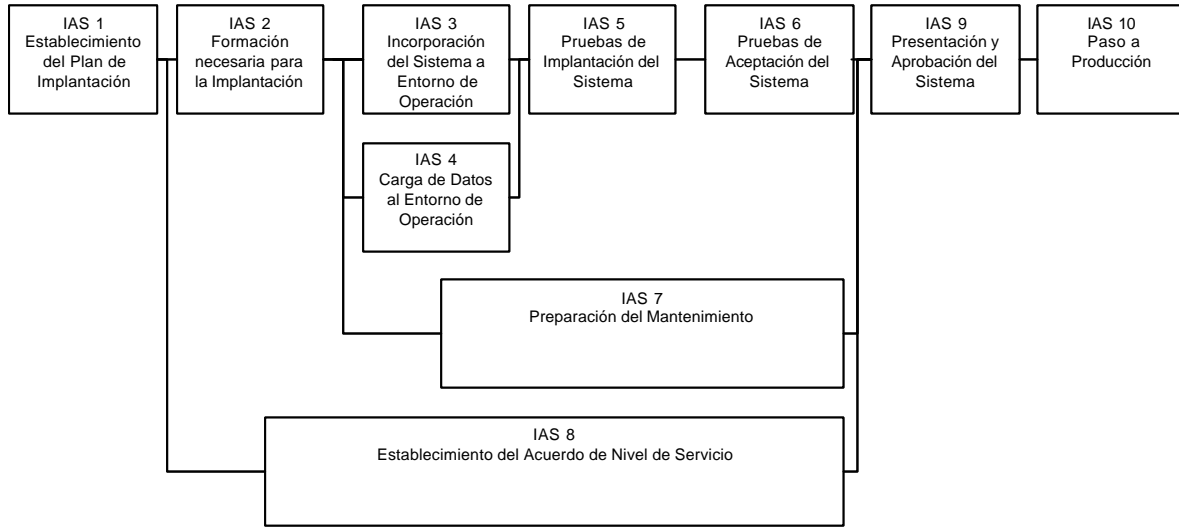 IAS 1
Establecimiento
del Plan de
Implantación
IAS 2
Formación
necesaria para
la Implantación
IAS 3
Incorporación
del Sistema a
Entorno de
Operación
IAS 4
Carga de Datos
al Entorno de
Operación
IAS 5
Pruebas de
Implantación del
Sistema
IAS 6
Pruebas de
Aceptación del
Sistema
IAS 9
Presentación y
Aprobación del
Sistema
IAS 10
Paso a
Producción
IAS 7
Preparación del Mantenimiento
IAS 8
Establecimiento del Acuerdo de Nivel de Servicio